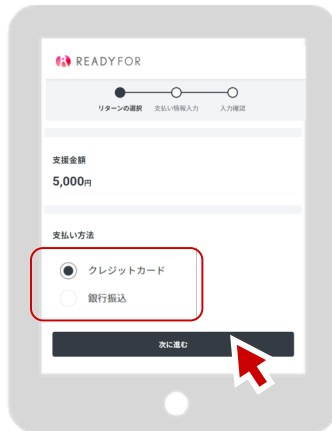 READYFOR
リターンの選択 支払い情報入力 入力確認
支援金額
5,000円
支払い方法
クレジットカード
銀行振込
次に進む